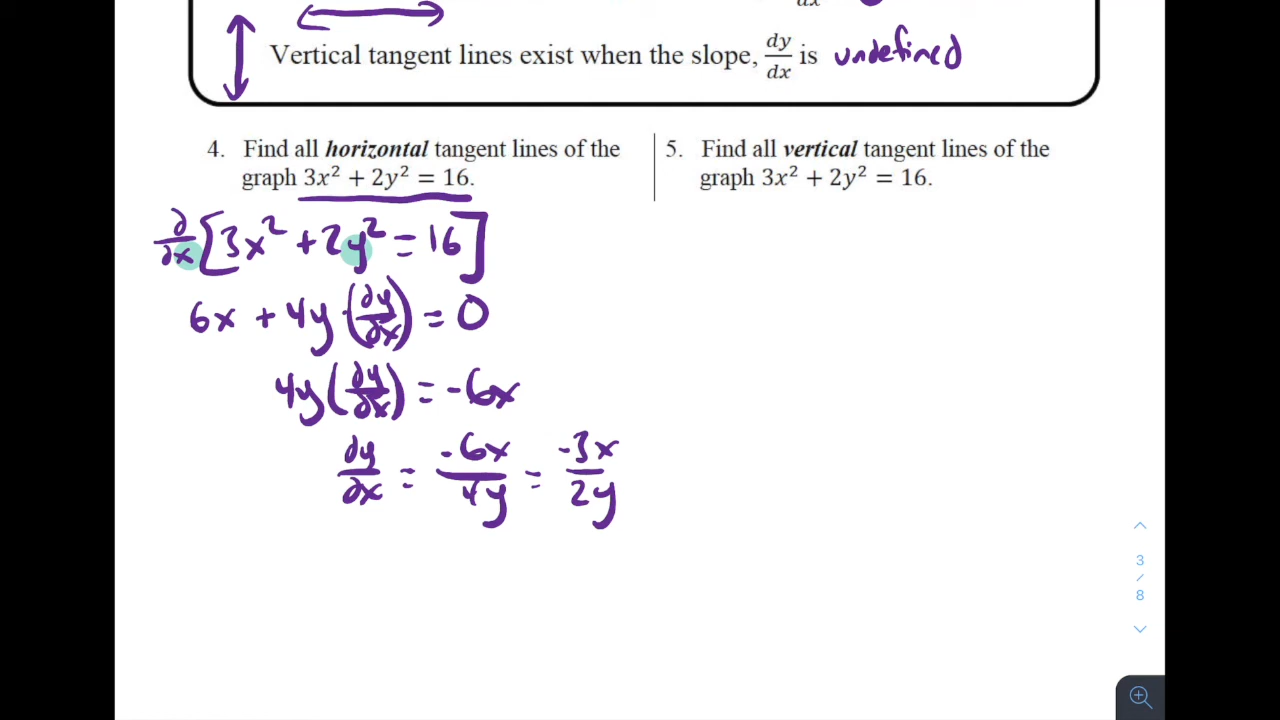 dx
Vertical tangent lines exist when the slope, dy/dx is undefined
4. Find all horizontal tangent lines of the
graph 3x² + 2y² = 16.
d/dx [3x² + 2y² = 16]
6x + 4y · (dy/dx) = 0
4y (dy/dx) = -6x
dy/dx = -6x/4y = -3x/2y
5. Find all vertical tangent lines of the
graph 3x² + 2y² = 16.
3
/
8